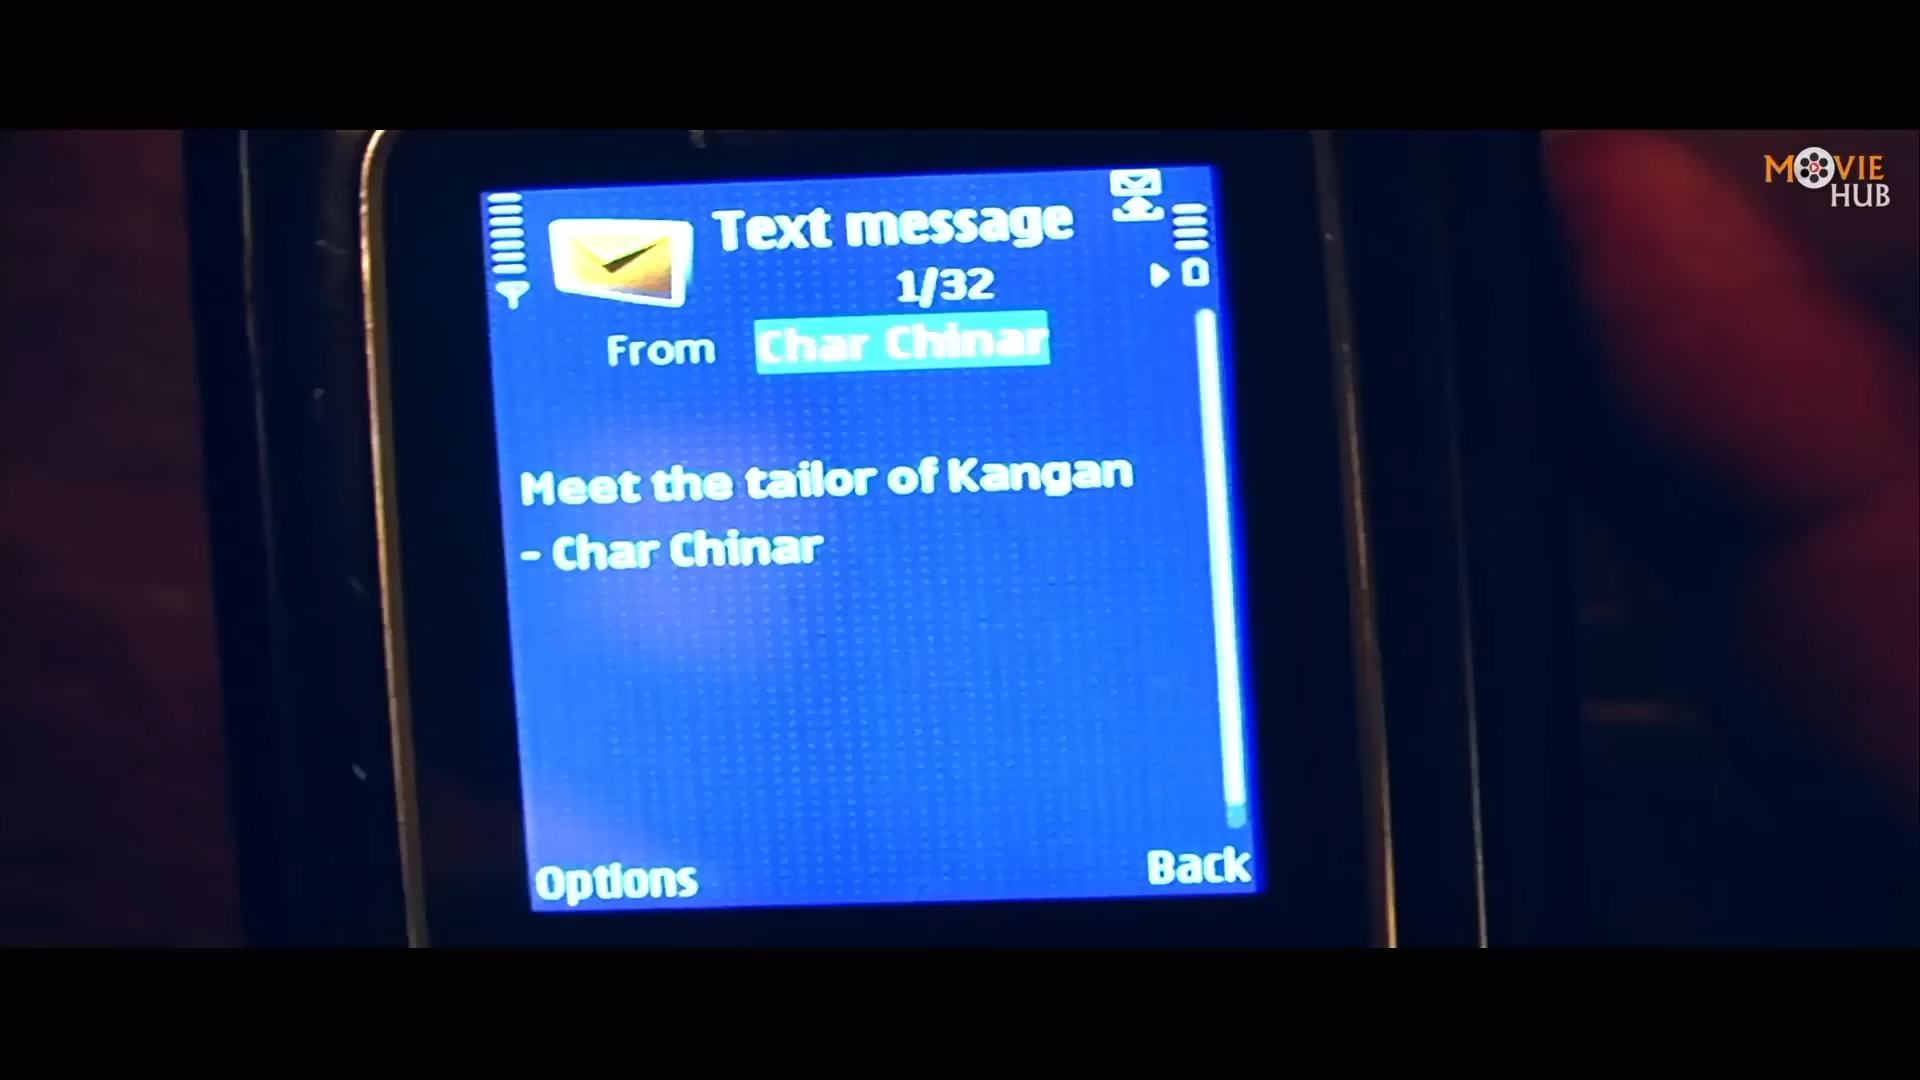 Text message
1/32
From Char Chinar
Meet the tailor of Kangan
- Char Chinar
Options Back
MOVIE
HUB